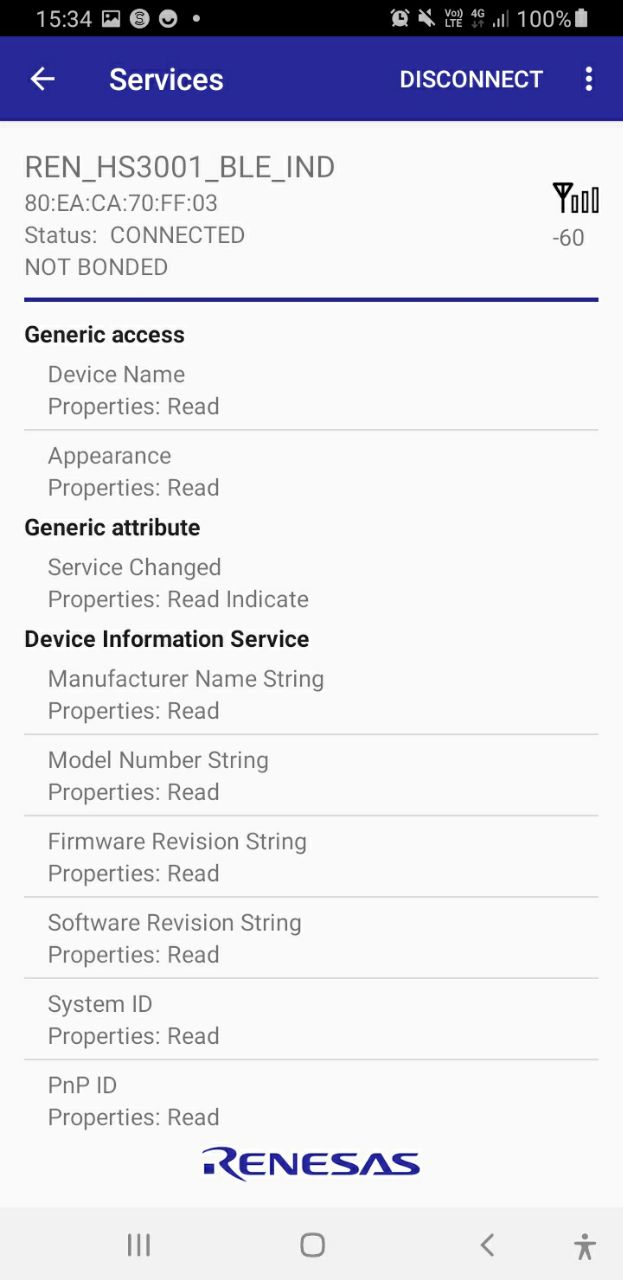 15:34
Vo)) LTE 4G 100%
Services DISCONNECT
REN_HS3001_BLE_IND
80:EA:CA:70:FF:03
Status: CONNECTED -60
NOT BONDED
Generic access
Device Name
Properties: Read
Appearance
Properties: Read
Generic attribute
Service Changed
Properties: Read Indicate
Device Information Service
Manufacturer Name String
Properties: Read
Model Number String
Properties: Read
Firmware Revision String
Properties: Read
Software Revision String
Properties: Read
System ID
Properties: Read
PnP ID
Properties: Read
RENESAS